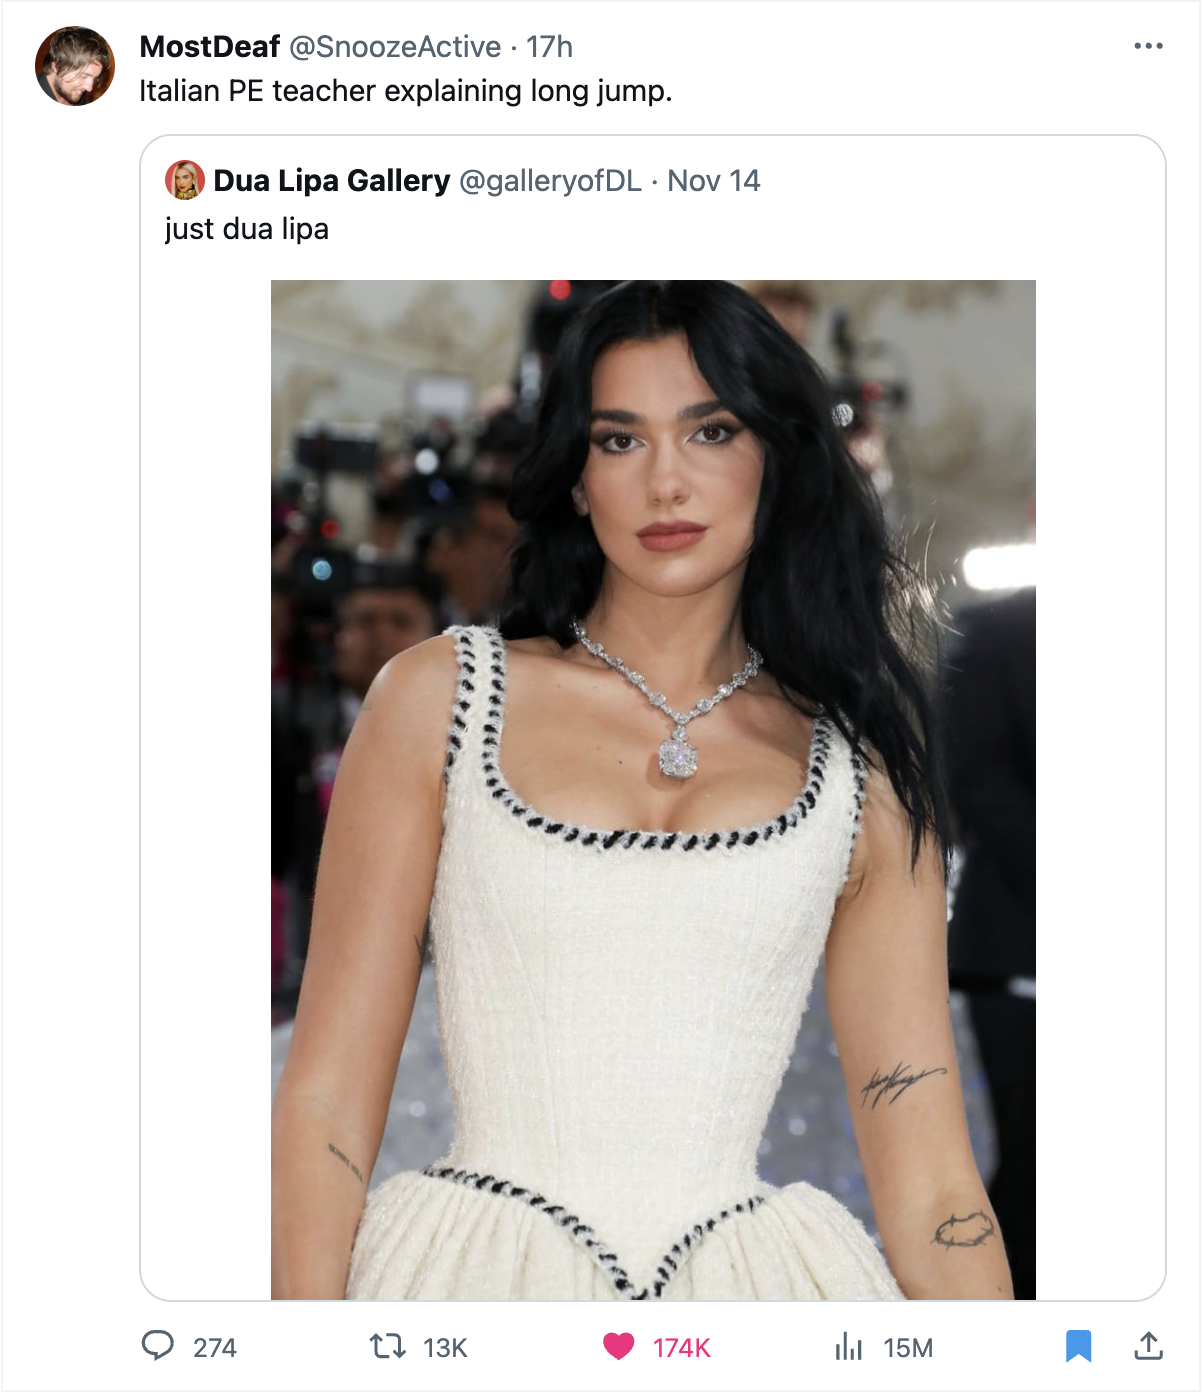 MostDeaf @SnoozeActive · 17h
Italian PE teacher explaining long jump.
Dua Lipa Gallery @galleryofDL · Nov 14
just dua lipa
274 13K 174K 15M